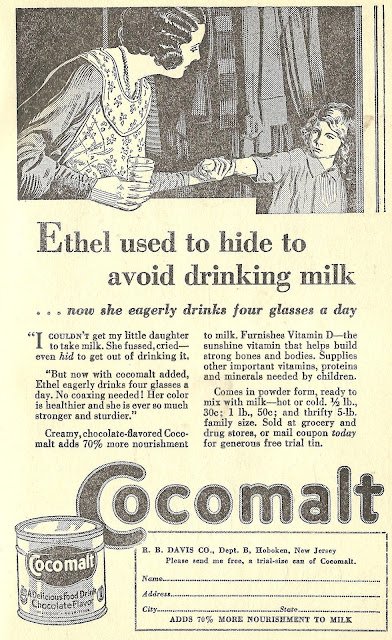 Ethel used to hide to
avoid drinking milk
. . . now she eagerly drinks four glasses a day
"I COULDN'T get my little daughter
to take milk. She fussed, cried—
even hid to get out of drinking it.
"But now with cocomalt added,
Ethel eagerly drinks four glasses a
day. No coaxing needed! Her color
is healthier and she is ever so much
stronger and sturdier."
Creamy, chocolate-flavored Coco-
malt adds 70% more nourishment
to milk. Furnishes Vitamin D—the
sunshine vitamin that helps build
strong bones and bodies. Supplies
other important vitamins, proteins
and minerals needed by children.
Comes in powder form, ready to
mix with milk—hot or cold. ½ lb.,
30c; 1 lb., 50c; and thrifty 5-lb.
family size. Sold at grocery and
drug stores, or mail coupon today
for generous free trial tin.
Cocomalt
Cocomalt
A Delicious Food Drink
Chocolate Flavor
R. B. DAVIS CO., Dept. B, Hoboken, New Jersey
Please send me free, a trial-size can of Cocomalt.
Name
Address
City State
ADDS 70% MORE NOURISHMENT TO MILK